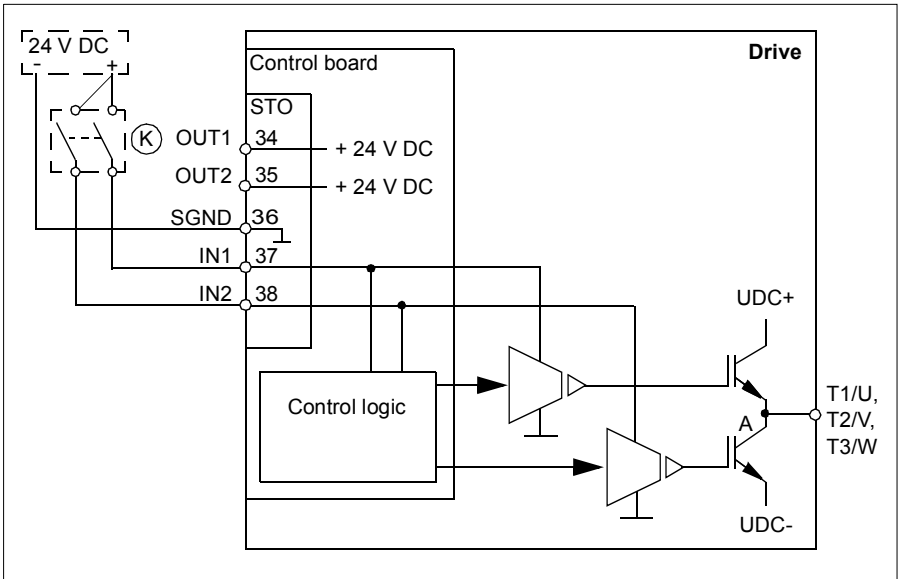 24 V DC
- +
Drive
Control board
STO
K
OUT1 34 + 24 V DC
OUT2 35 + 24 V DC
SGND 36
IN1 37
IN2 38
UDC+
Control logic
A
T1/U,
T2/V,
T3/W
UDC-